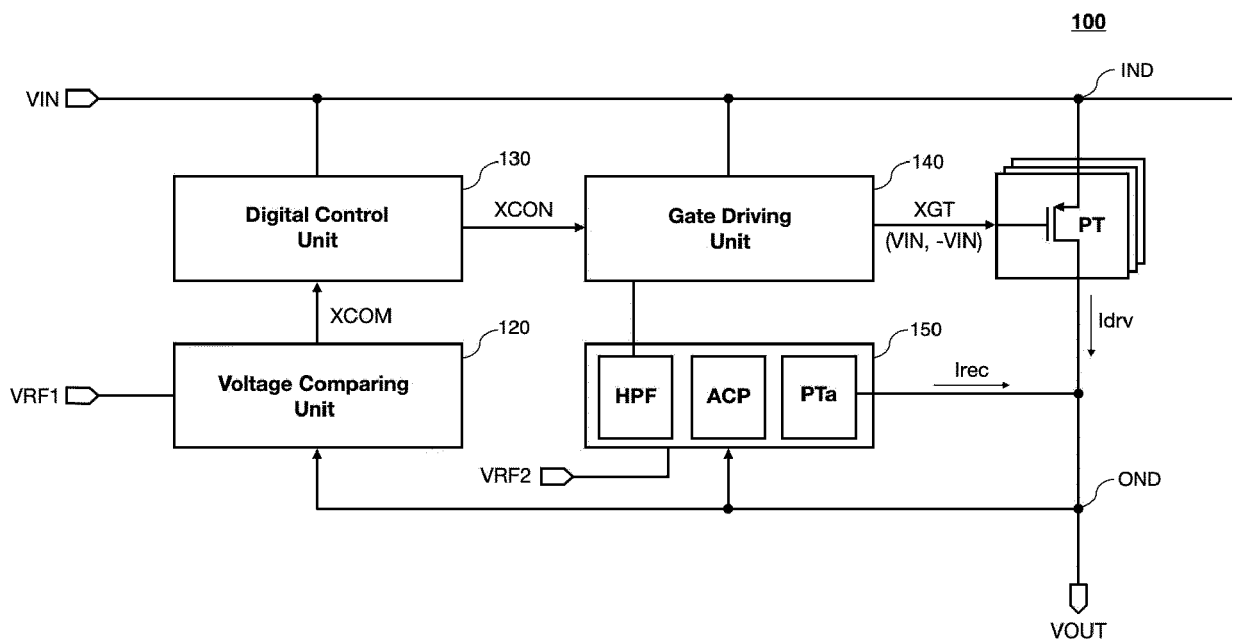 100
VIN
IND
130
140
Digital Control
Unit
XCON
Gate Driving
Unit
XGT
(VIN, -VIN)
PT
XCOM
120
150
Idrv
VRF1
Voltage Comparing
Unit
HPF
ACP
PTa
Irec
VRF2
OND
VOUT